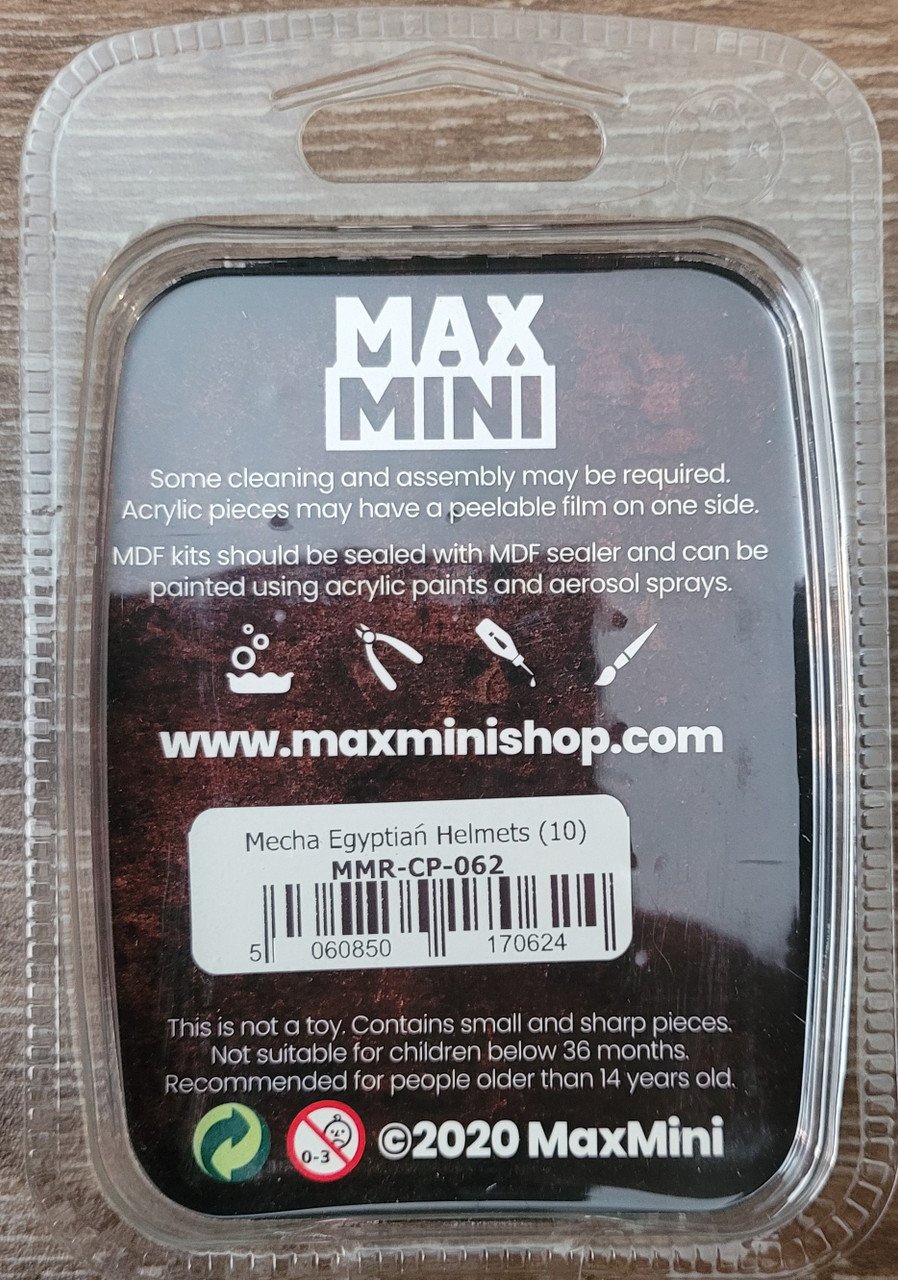 MAX
MINI
Some cleaning and assembly may be required.
Acrylic pieces may have a peelable film on one side.
MDF kits should be sealed with MDF sealer and can be
painted using acrylic paints and aerosol sprays.
www.maxminishop.com
Mecha Egyptiań Helmets (10)
MMR-CP-062
5 060850 170624
This is not a toy. Contains small and sharp pieces.
Not suitable for children below 36 months.
Recommended for people older than 14 years old.
0-3 ©2020 MaxMini